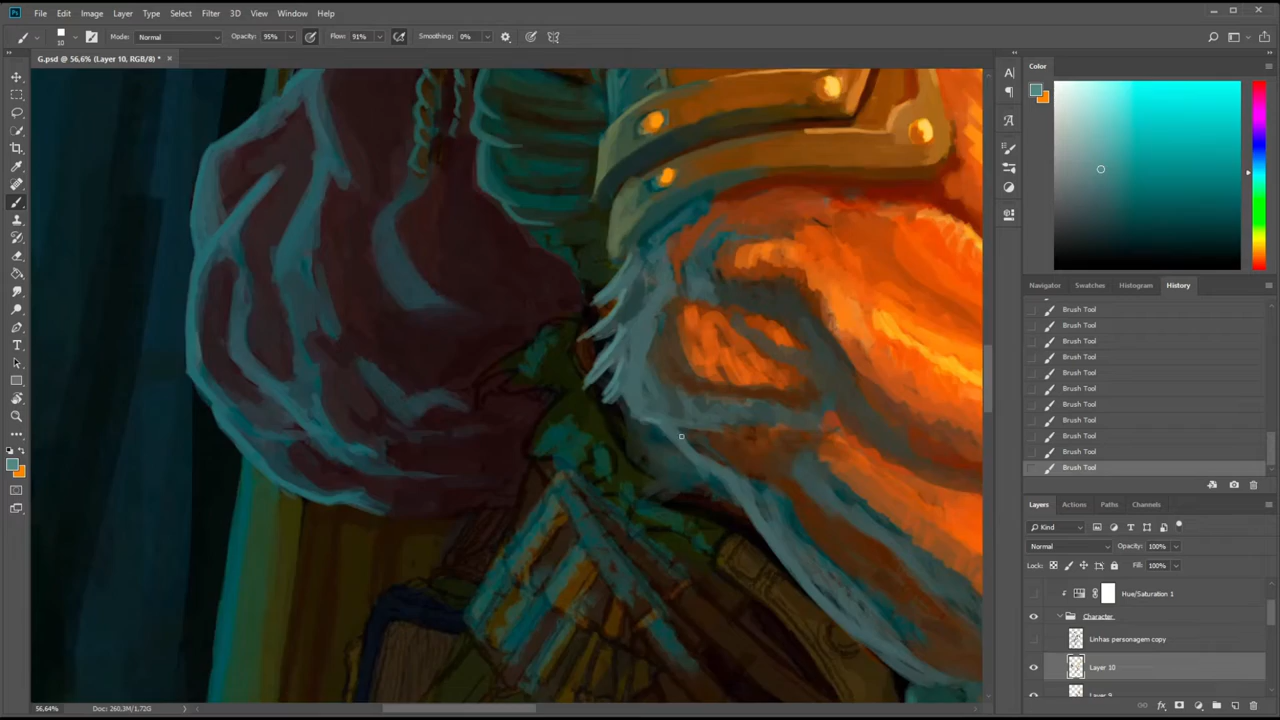 Ps File Edit Image Layer Type Select Filter 3D View Window Help
10 Mode: Normal Opacity: 95% Flow: 91% Smoothing: 0%
G.psd @ 56,6% (Layer 10, RGB/8) *
Color
Navigator Swatches Histogram History
Brush Tool
Brush Tool
Brush Tool
Brush Tool
Brush Tool
Brush Tool
Brush Tool
Brush Tool
Brush Tool
Brush Tool
Brush Tool
Layers Actions Paths Channels
Kind
Normal Opacity: 100%
Lock: Fill: 100%
Hue/Saturation 1
Character
Linhas personagem copy
Layer 10
Layer 9
56,64% Doc: 260,3M/1,72G